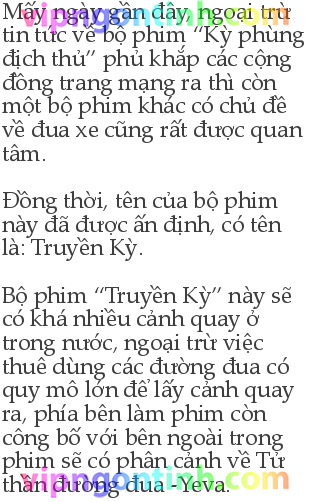 Mấy ngày gần đây, ngoại trừ
tin tức về bộ phim “Kỳ phùng
địch thủ” phủ khắp các cộng
đồng trang mạng ra thì còn
một bộ phim khác có chủ đề
về đua xe cũng rất được quan
tâm.
Đồng thời, tên của bộ phim
này đã được ấn định, có tên
là: Truyền Kỳ.
Bộ phim “Truyền Kỳ” này sẽ
có khá nhiều cảnh quay ở
trong nước, ngoại trừ việc
thuê dùng các đường đua có
quy mô lớn để lấy cảnh quay
ra, phía bên làm phim còn
công bố với bên ngoài trong
phim sẽ có phân cảnh về Tử
thần đường đua - Yeva.
vipngontinh.com
vipngontinh.com